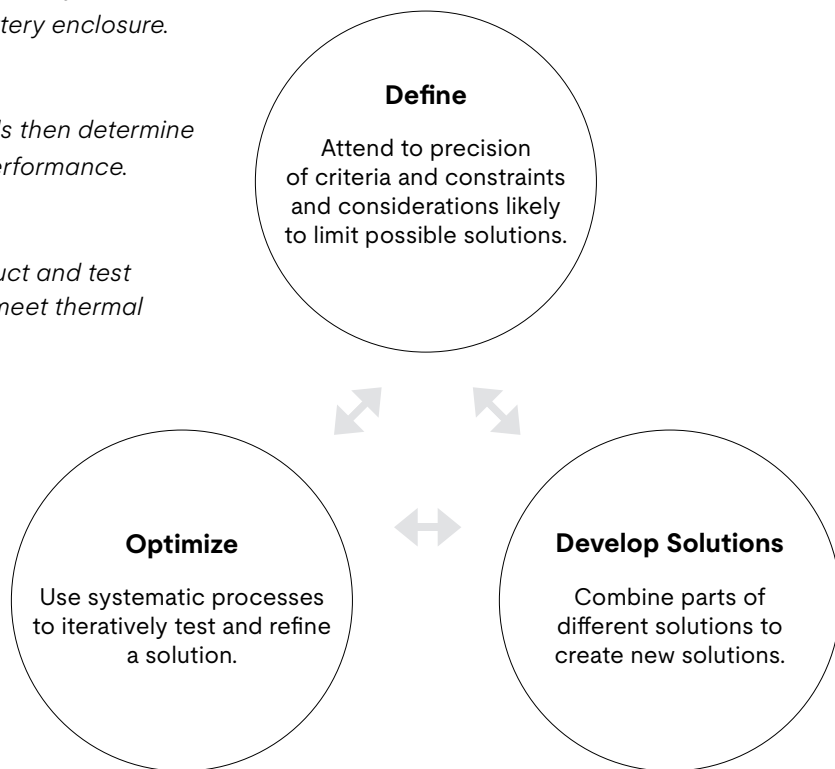 enclosure.
then determine
uct and test
meet thermal
Define
Attend to precision
of criteria and constraints
and considerations likely
to limit possible solutions.
Optimize
Use systematic processes
to iteratively test and refine
a solution.
Develop Solutions
Combine parts of
different solutions to
create new solutions.